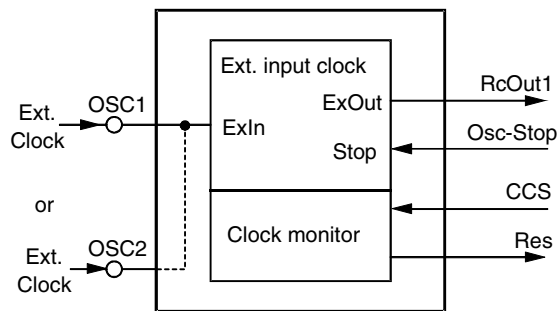 Ext. input clock
RcOut1
OSC1
ExOut
Ext.
Clock
ExIn
Osc-Stop
Stop
CCS
or
Clock monitor
Res
OSC2
Ext.
Clock